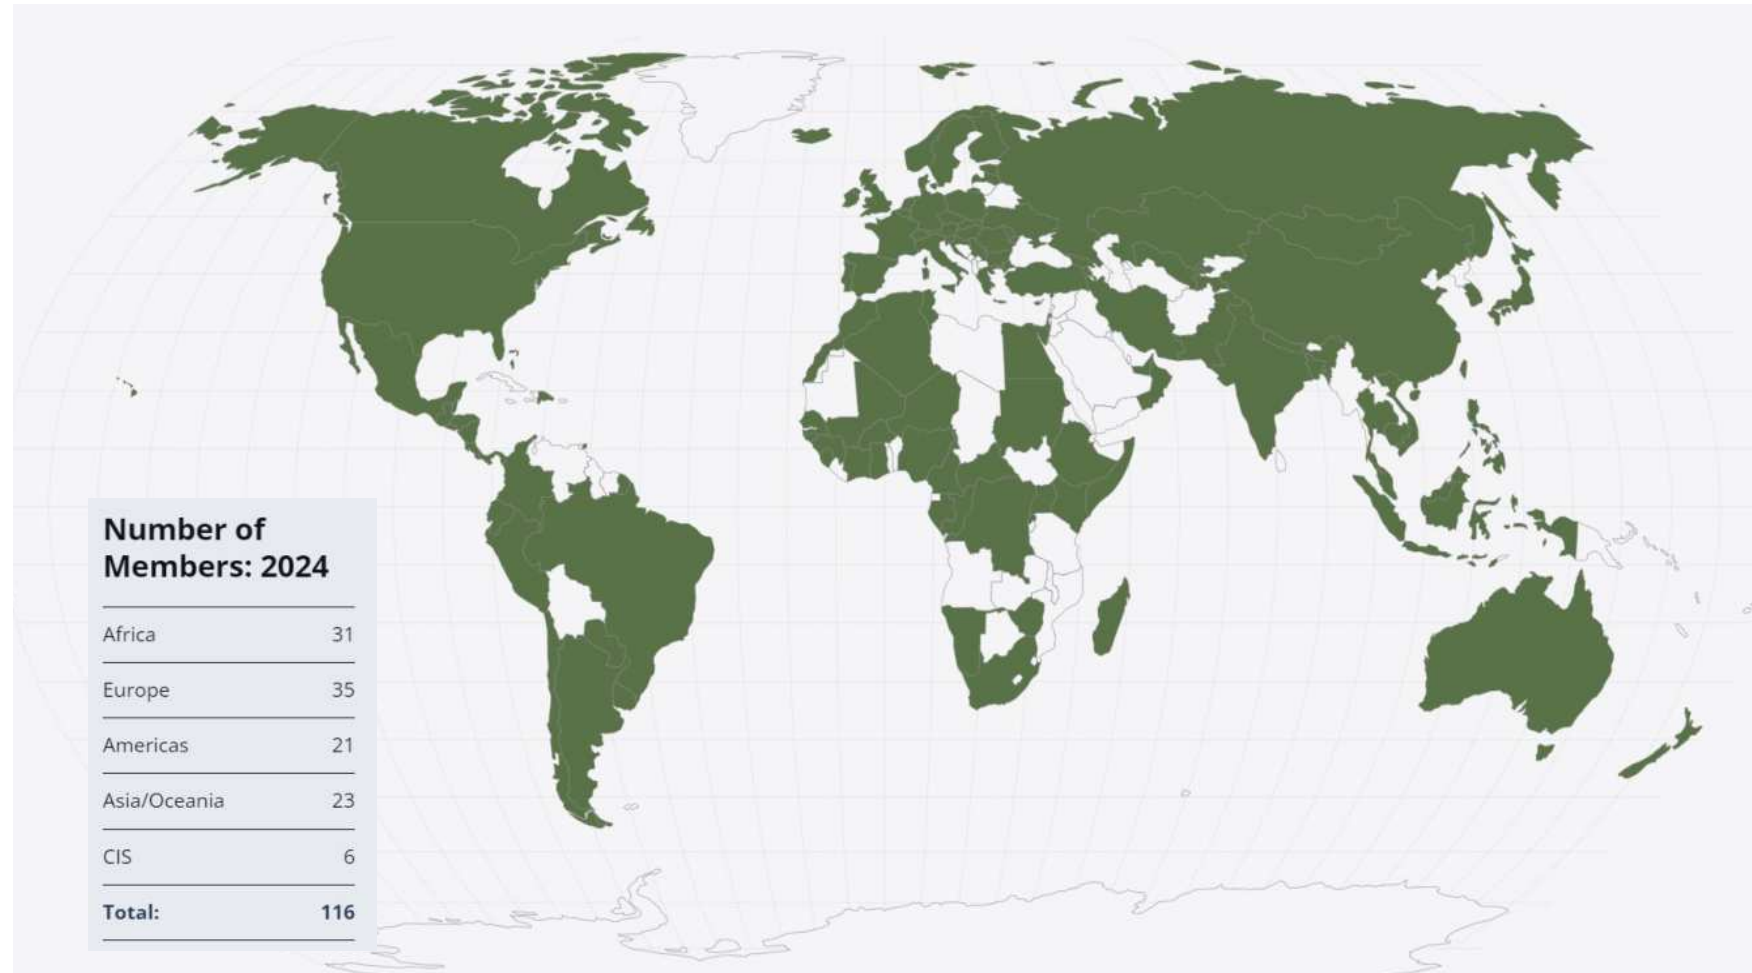 Number of
Members: 2024
Africa 31
Europe 35
Americas 21
Asia/Oceania 23
CIS 6
Total: 116